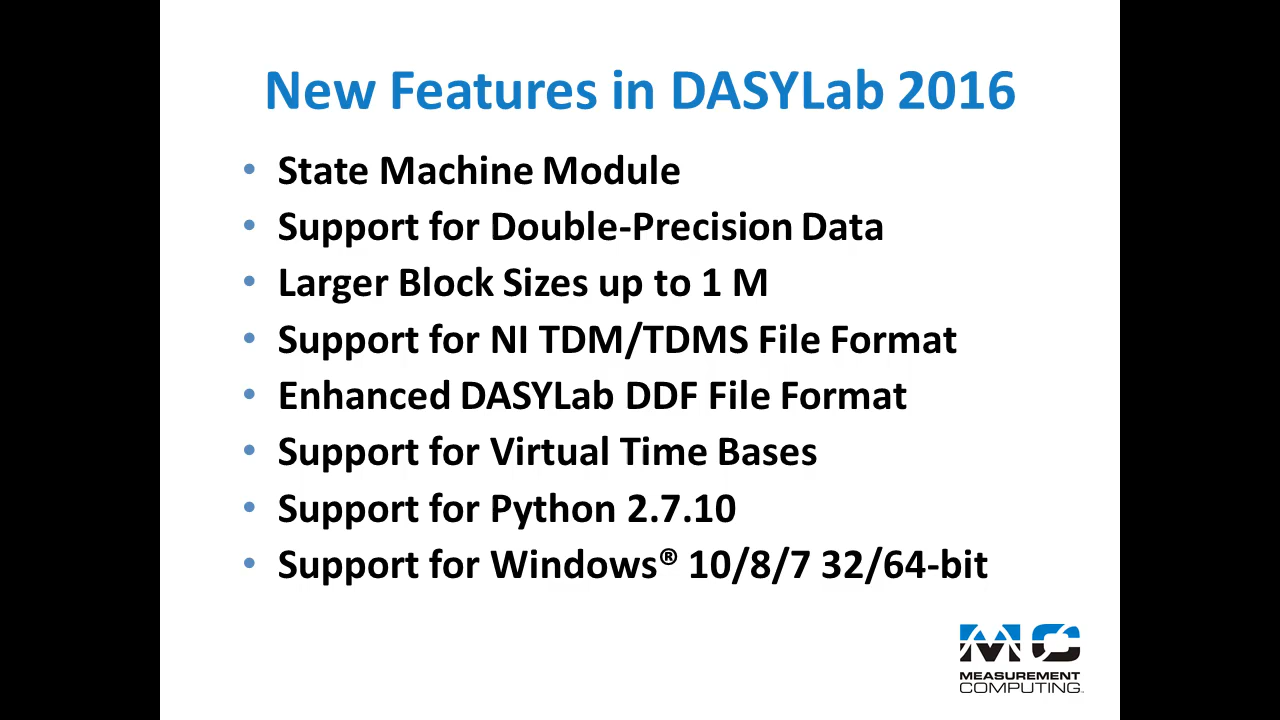 New Features in DASYLab 2016
• State Machine Module
• Support for Double-Precision Data
• Larger Block Sizes up to 1 M
• Support for NI TDM/TDMS File Format
• Enhanced DASYLab DDF File Format
• Support for Virtual Time Bases
• Support for Python 2.7.10
• Support for Windows® 10/8/7 32/64-bit
MC
MEASUREMENT
COMPUTING